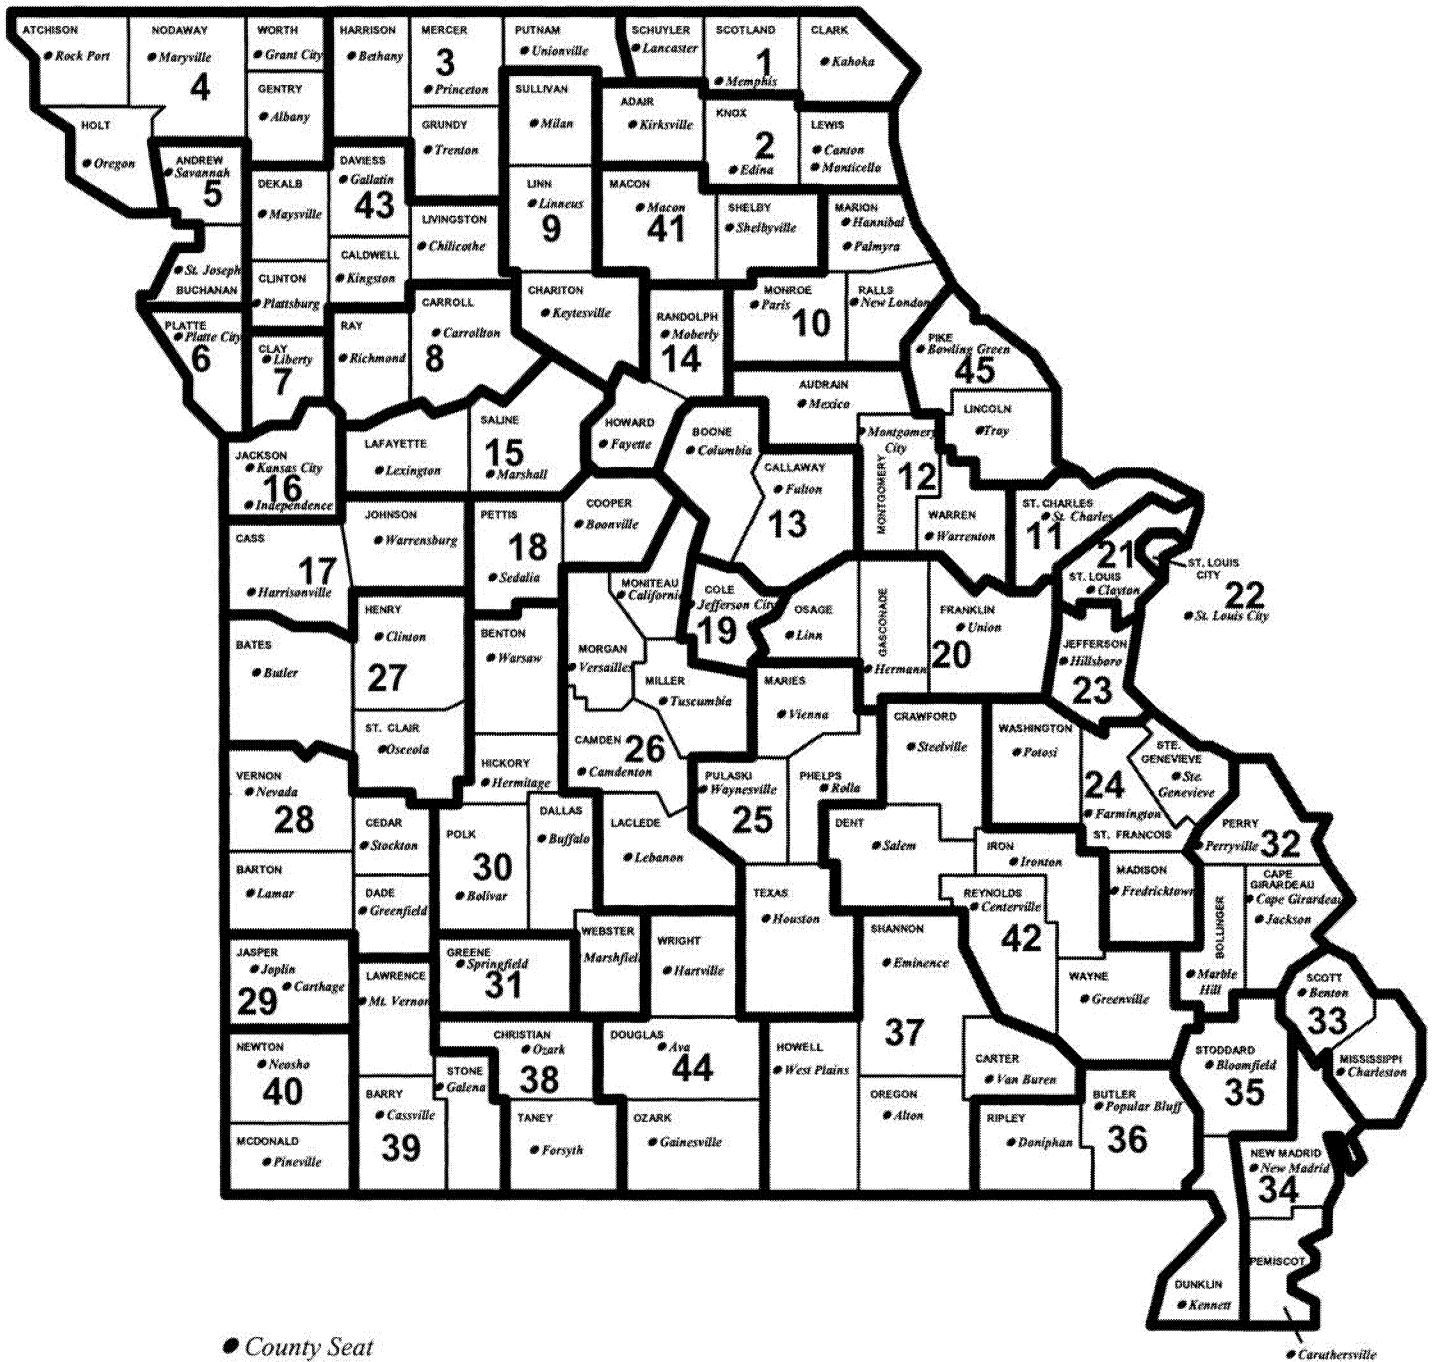 ATCHISON
Rock Port
NODAWAY
Maryville
4
WORTH
Grant City
HARRISON
Bethany
MERCER
3
Princeton
PUTNAM
Unionville
SCHUYLER
Lancaster
SCOTLAND
1
Memphis
CLARK
Kahoka
GENTRY
Albany
SULLIVAN
Milan
ADAIR
Kirksville
KNOX
2
Edina
LEWIS
Canton
Monticello
HOLT
Oregon
GRUNDY
Trenton
ANDREW
Savannah
5
DEKALB
Maysville
DAVIESS
Gallatin
43
LIVINGSTON
Chilicothe
LINN
Linneus
9
MACON
Macon
41
SHELBY
Shelbyville
MARION
Hannibal
Palmyra
St. Joseph
BUCHANAN
CLINTON
Plattsburg
CALDWELL
Kingston
CARROLL
Carrollton
8
CHARITON
Keytesville
RANDOLPH
Moberly
14
MONROE
Paris
10
RALLS
New London
PLATTE
Platte City
6
CLAY
Liberty
7
RAY
Richmond
PIKE
Bowling Green
45
AUDRAIN
Mexico
LINCOLN
Troy
SALINE
15
Marshall
HOWARD
Fayette
BOONE
Columbia
Montgomery
City
MONTGOMERY
12
LAFAYETTE
Lexington
JACKSON
Kansas City
16
Independence
CALLAWAY
Fulton
13
WARREN
Warrenton
ST. CHARLES
St. Charles
11
COOPER
Boonville
JOHNSON
Warrensburg
PETTIS
18
Sedalia
CASS
17
Harrisonville
21
ST. LOUIS
Clayton
ST. LOUIS
CITY
22
St. Louis City
MONITEAU
California
COLE
Jefferson City
19
OSAGE
Linn
GASCONADE
Hermann
FRANKLIN
Union
20
HENRY
Clinton
27
BENTON
Warsaw
BATES
Butler
MORGAN
Versailles
JEFFERSON
Hillsboro
23
MILLER
Tuscumbia
MARIES
Vienna
ST. CLAIR
Osceola
CAMDEN
26
Camdenton
CRAWFORD
Steelville
WASHINGTON
Potosi
STE.
GENEVIEVE
Ste.
Genevieve
24
Farmington
ST. FRANCOIS
HICKORY
Hermitage
VERNON
Nevada
28
PULASKI
Waynesville
25
PHELPS
Rolla
CEDAR
Stockton
POLK
30
Bolivar
DALLAS
Buffalo
LACLEDE
Lebanon
DENT
Salem
IRON
Ironton
PERRY
Perryville
32
BARTON
Lamar
DADE
Greenfield
TEXAS
Houston
REYNOLDS
Centerville
42
MADISON
Fredricktown
CAPE
GIRARDEAU
Cape Girardeau
Jackson
BOLLINGER
Marble
Hill
JASPER
Joplin
Carthage
29
LAWRENCE
Mt. Vernon
GREENE
Springfield
31
WEBSTER
Marshfield
WRIGHT
Hartville
SHANNON
Eminence
37
WAYNE
Greenville
SCOTT
Benton
33
NEWTON
Neosho
40
CHRISTIAN
Ozark
38
DOUGLAS
Ava
44
HOWELL
West Plains
CARTER
Van Buren
STODDARD
Bloomfield
35
MISSISSIPPI
Charleston
STONE
Galena
BARRY
Cassville
39
TANEY
Forsyth
OZARK
Gainesville
OREGON
Alton
RIPLEY
Doniphan
BUTLER
Popular Bluff
36
MCDONALD
Pineville
NEW MADRID
New Madrid
34
PEMISCOT
DUNKLIN
Kennett
Caruthersville
County Seat